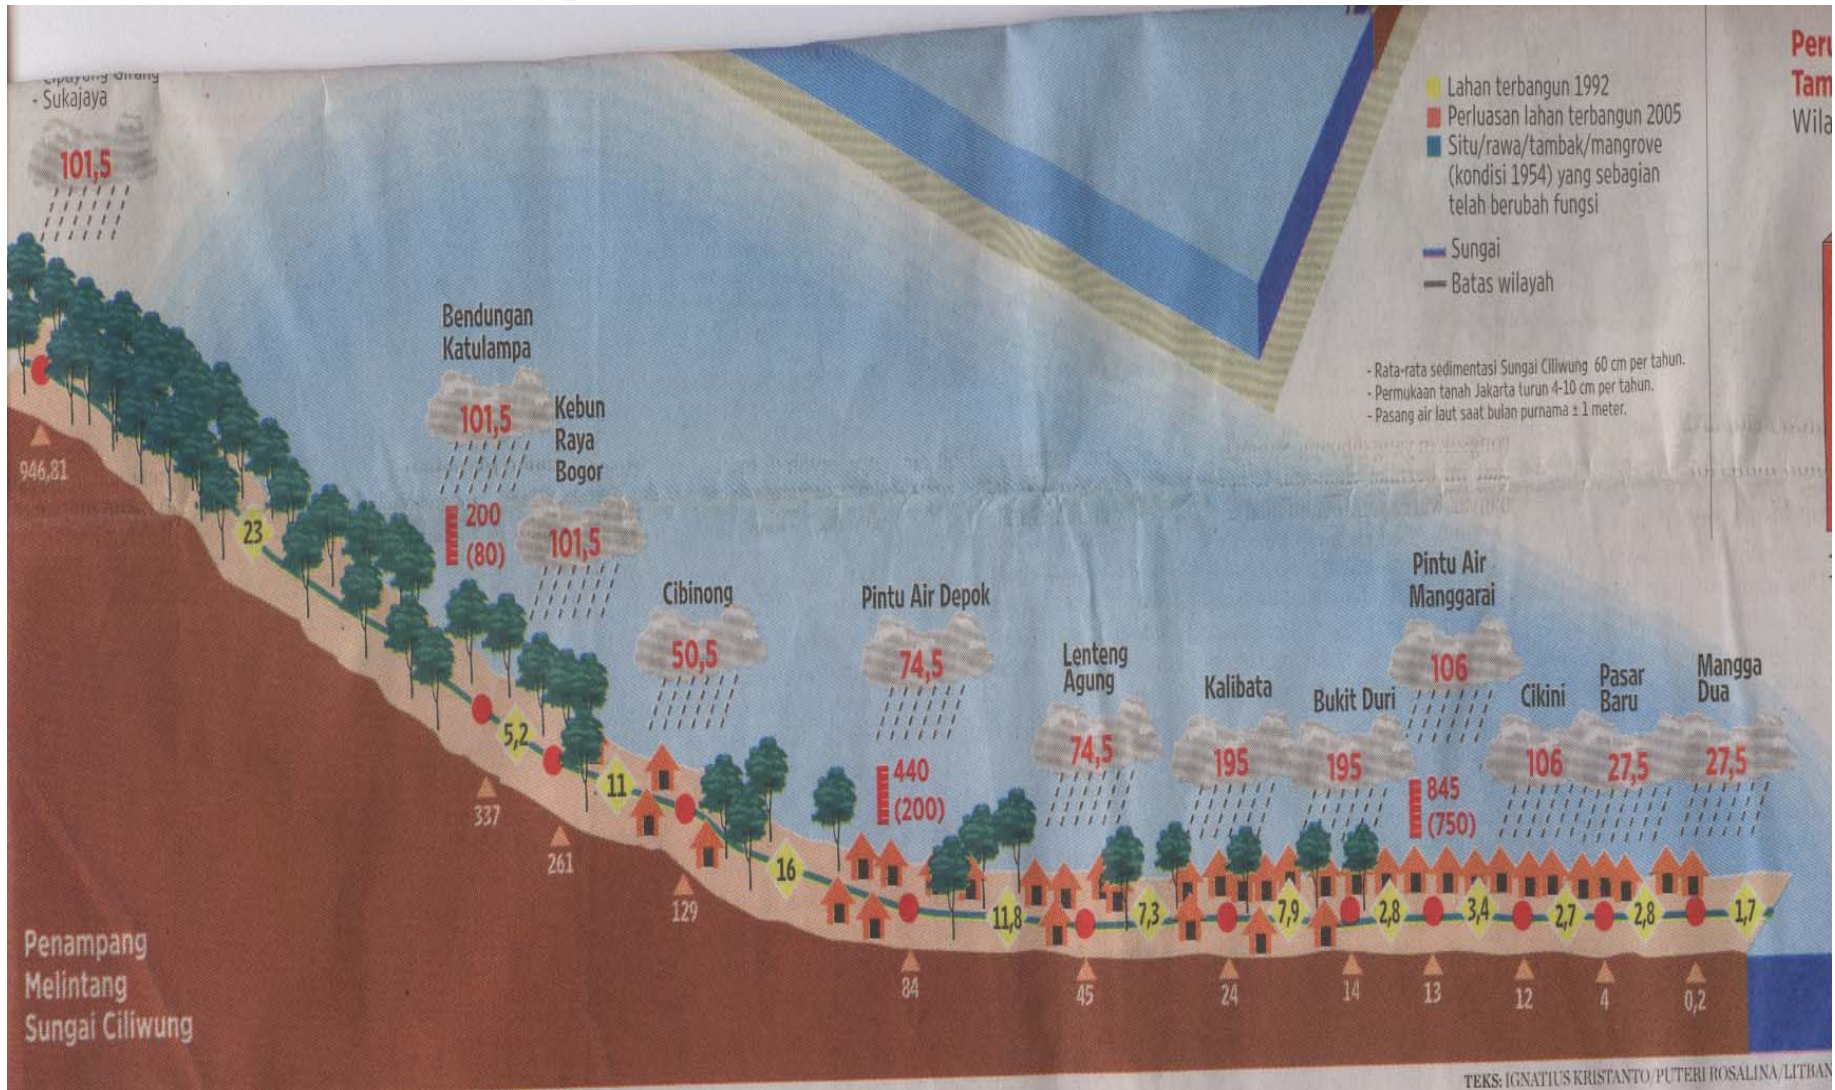 - Sukajaya
101,5
946,81
23
Bendungan
Katulampa
101,5
200
(80)
Kebun
Raya
Bogor
101,5
337
5,2
261
11
Cibinong
50,5
129
16
Pintu Air Depok
74,5
440
(200)
84
11,8
Lenteng
Agung
74,5
45
7,3
Kalibata
195
24
7,9
Bukit Duri
195
14
2,8
Pintu Air
Manggarai
106
845
(750)
13
3,4
Cikini
106
12
2,7
Pasar
Baru
27,5
4
2,8
Mangga
Dua
27,5
0,2
1,7
Lahan terbangun 1992
Perluasan lahan terbangun 2005
Situ/rawa/tambak/mangrove
(kondisi 1954) yang sebagian
telah berubah fungsi
Sungai
Batas wilayah
- Rata-rata sedimentasi Sungai Ciliwung 60 cm per tahun.
- Permukaan tanah Jakarta turun 4-10 cm per tahun.
- Pasang air laut saat bulan purnama ± 1 meter.
Peru
Tam
Wila
Penampang
Melintang
Sungai Ciliwung
TEKS: IGNATIUS KRISTANTO/PUTERI ROSALINA/LITBAN